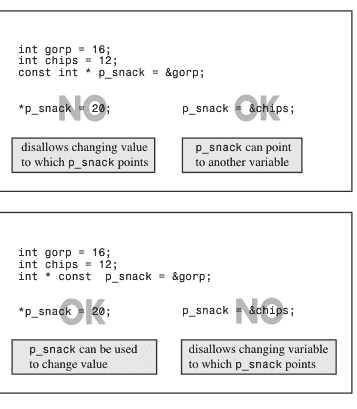 int gorp = 16;
int chips = 12;
const int * p_snack = &gorp;
*p_snack = 20;
NO
p_snack = &chips;
OK
disallows changing value
to which p_snack points
p_snack can point
to another variable
int gorp = 16;
int chips = 12;
int * const p_snack = &gorp;
*p_snack = 20;
OK
p_snack = &chips;
NO
p_snack can be used
to change value
disallows changing variable
to which p_snack points